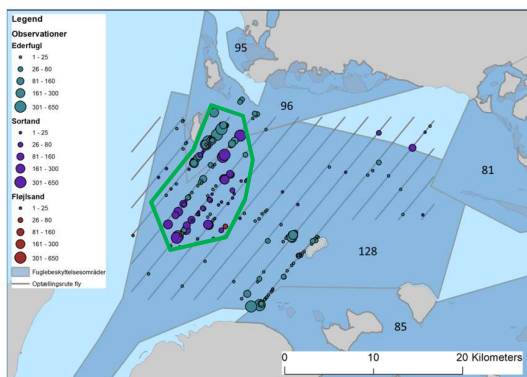 Legend
Observationer
Ederfugl
1 - 25
26 - 80
81 - 160
161 - 300
301 - 650
Sortand
1 - 25
26 - 80
81 - 160
161 - 300
301 - 650
Fløjlsand
1 - 25
26 - 80
81 - 160
161 - 300
301 - 650
Fuglebeskyttelsesområder
Optællingsrute fly
95
96
81
128
85
0 10 20 Kilometers